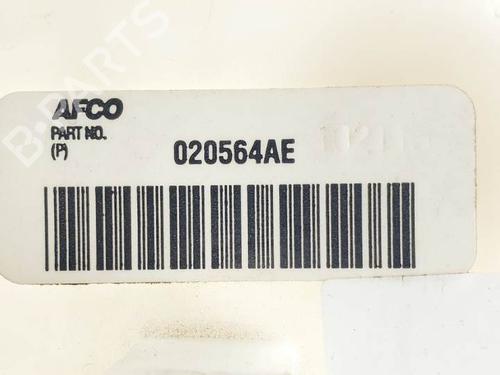 B-PARTS
AFCO
PART NO.
(P)
020564AE